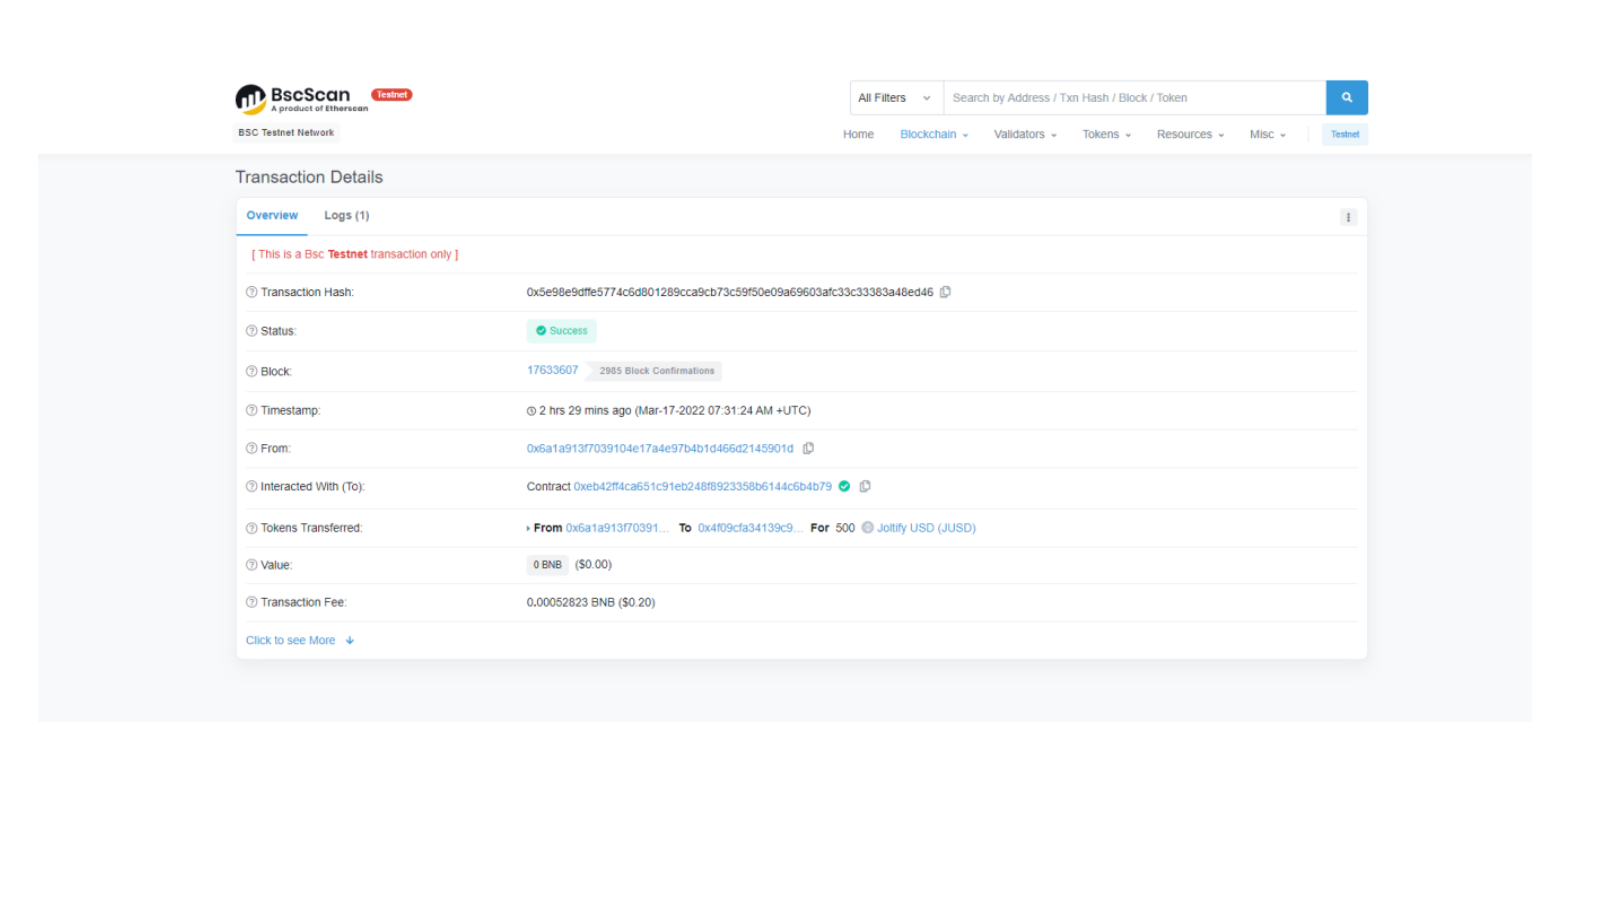 BscScan Testnet
A product of Etherscan
BSC Testnet Network
All Filters Search by Address / Txn Hash / Block / Token
Home Blockchain Validators Tokens Resources Misc Testnet
Transaction Details
Overview Logs (1)
[ This is a Bsc Testnet transaction only ]
Transaction Hash: 0x5e98e9dffe5774c6d801289cca9cb73c59f50e09a69603afc33c33383a48ed46
Status: Success
Block: 17633607 2985 Block Confirmations
Timestamp: 2 hrs 29 mins ago (Mar-17-2022 07:31:24 AM +UTC)
From: 0x6a1a913f7039104e17a4e97b4b1d466d2145901d
Interacted With (To): Contract 0xeb42ff4ca651c91eb248f8923358b6144c6b4b79
Tokens Transferred: From 0x6a1a913f70391... To 0x4f09cfa34139c9... For 500 Joltify USD (JUSD)
Value: 0 BNB ($0.00)
Transaction Fee: 0.00052823 BNB ($0.20)
Click to see More